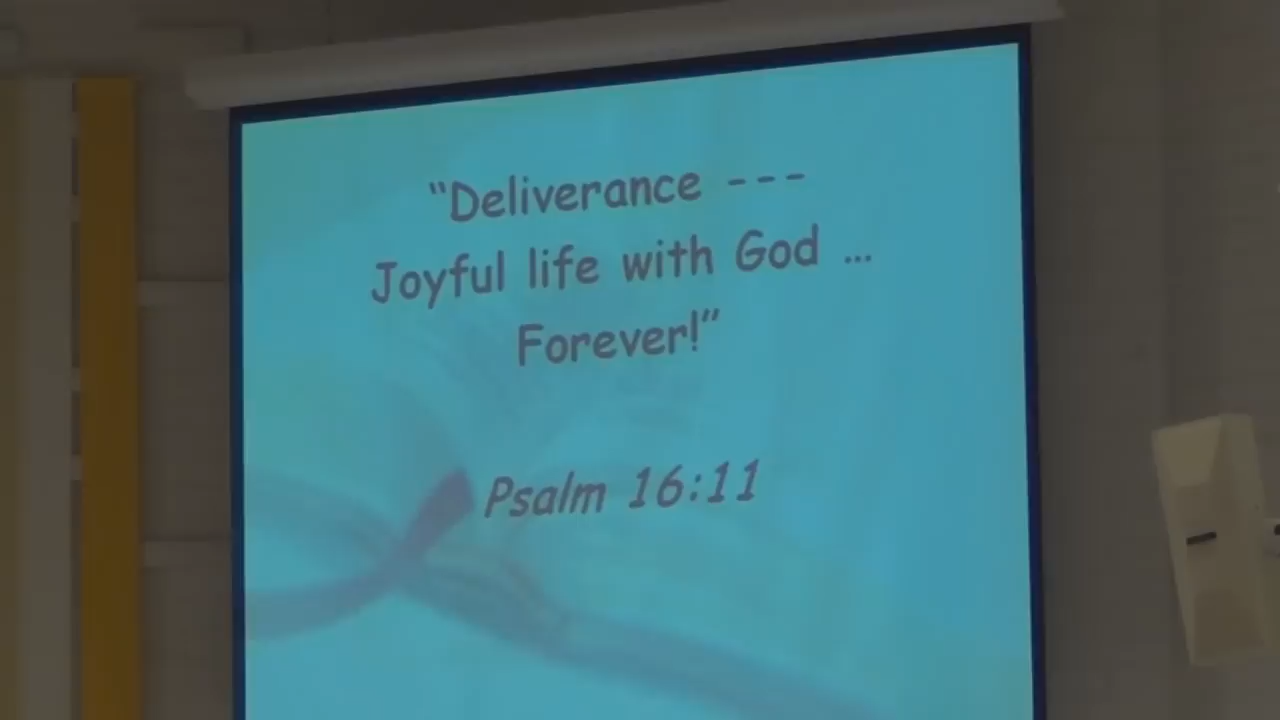 “Deliverance ---
Joyful life with God ...
Forever!”
Psalm 16:11